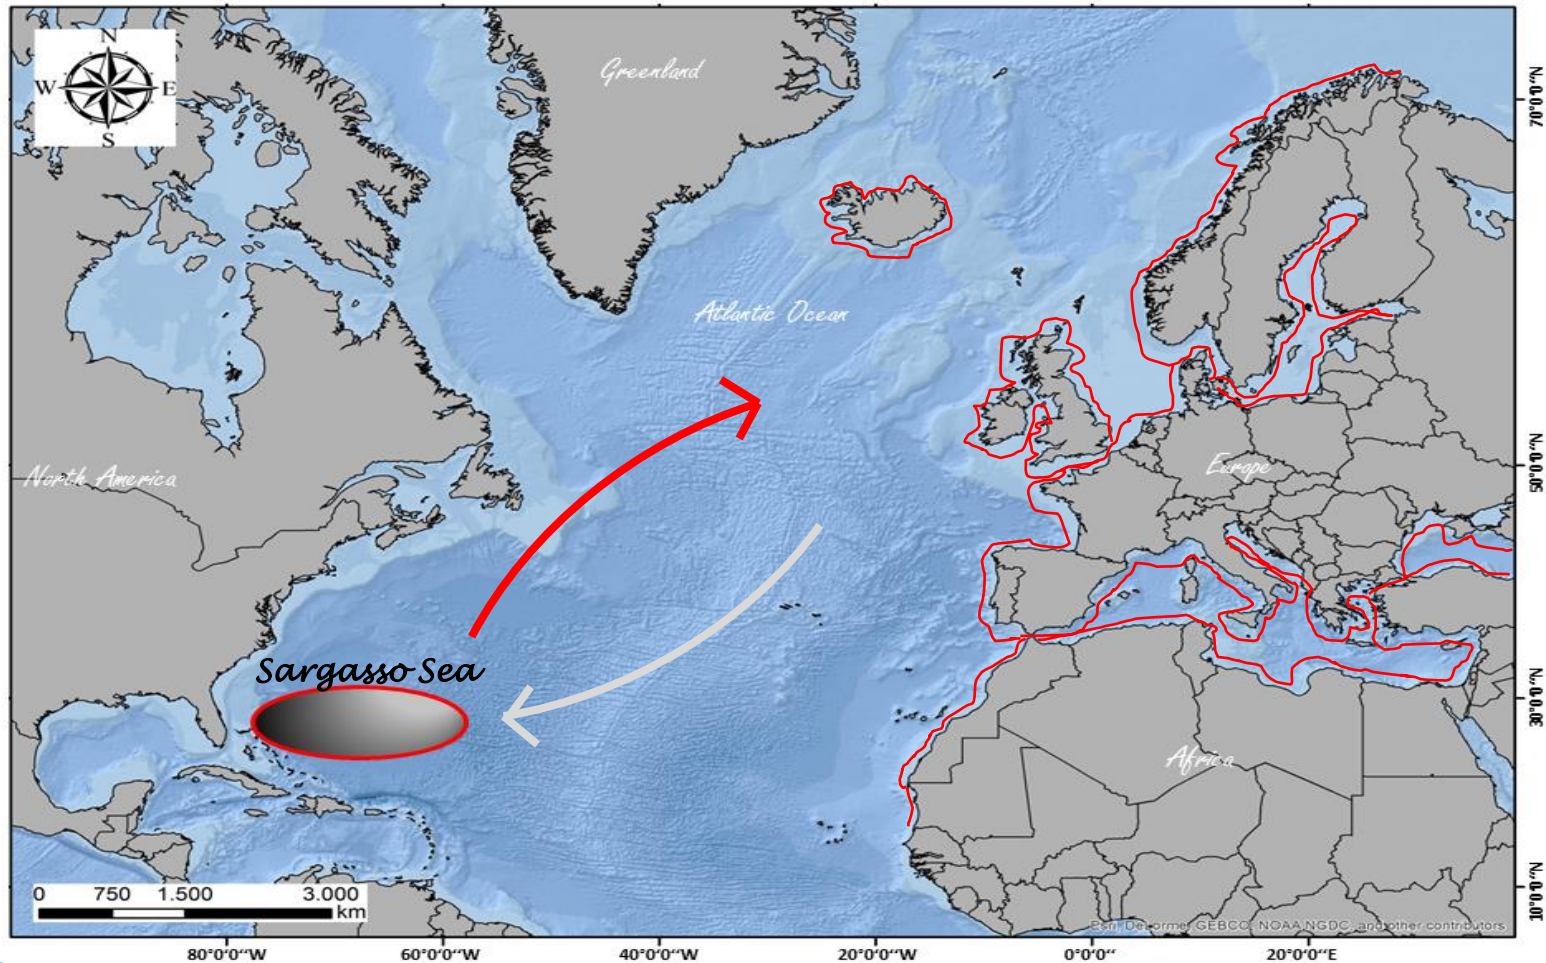 N
W E
S
Greenland
Atlantic Ocean
North America
Europe
Sargasso Sea
Africa
0 750 1.500 3.000
km
Esri, DeLorme, GEBCO, NOAA NGDC, and other contributors
80°0'0"W 60°0'0"W 40°0'0"W 20°0'0"W 0°0'0" 20°0'0"E
70°0'0"N
50°0'0"N
30°0'0"N
10°0'0"N